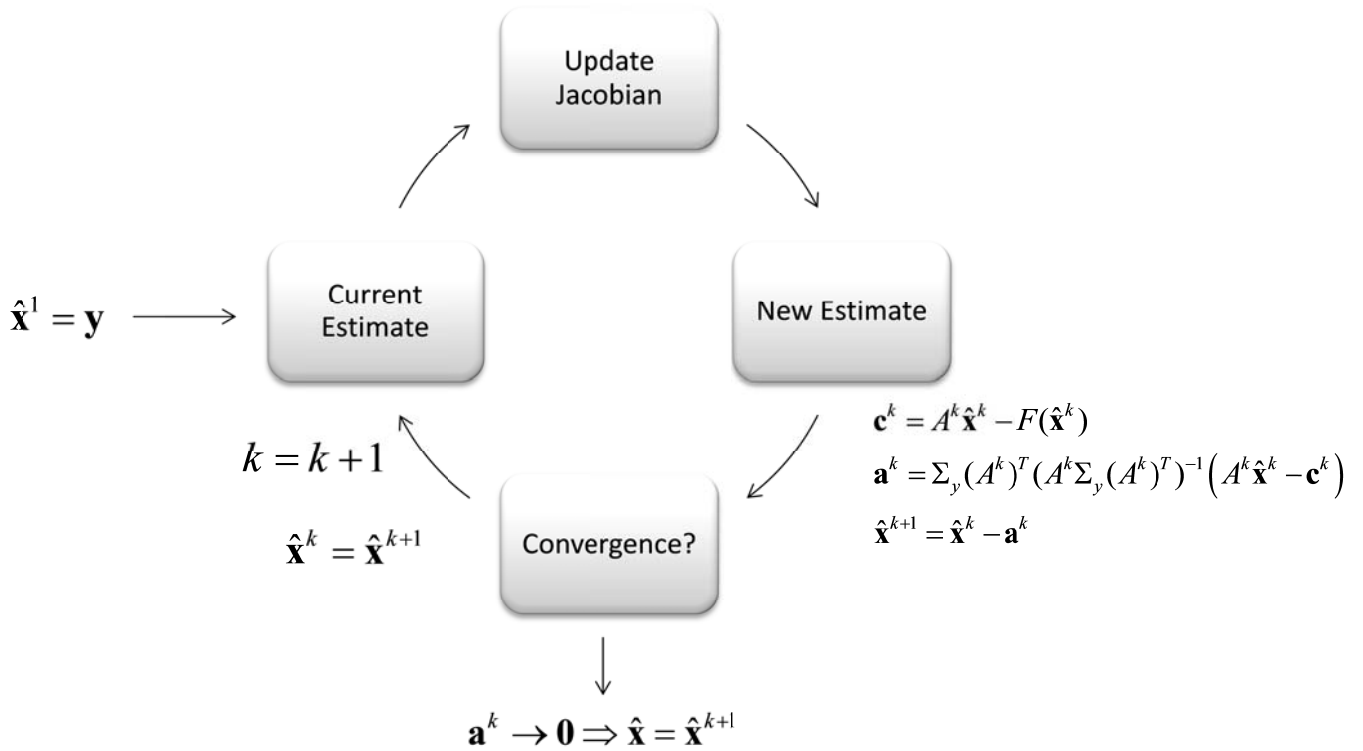 Update
Jacobian
x̂¹ = y
Current
Estimate
New Estimate
cᵏ = Aᵏx̂ᵏ − F(x̂ᵏ)
aᵏ = Σ_y(Aᵏ)ᵀ(AᵏΣ_y(Aᵏ)ᵀ)⁻¹(Aᵏx̂ᵏ − cᵏ)
x̂ᵏ⁺¹ = x̂ᵏ − aᵏ
k = k + 1
x̂ᵏ = x̂ᵏ⁺¹
Convergence?
aᵏ → 0 ⇒ x̂ = x̂ᵏ⁺¹